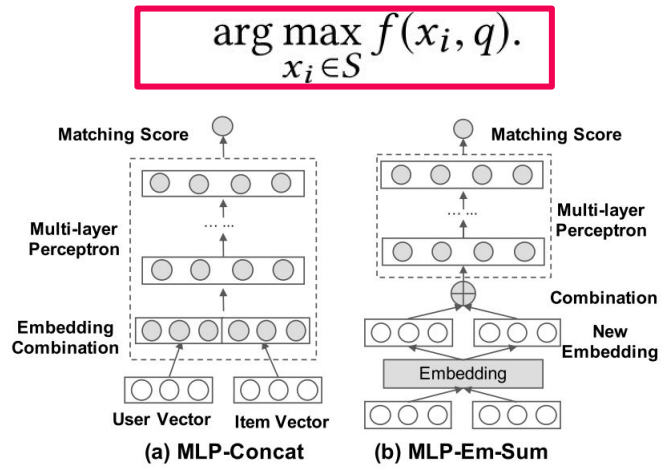 arg max f(x_i, q).
x_i∈S
Matching Score
Multi-layer
Perceptron
... ...
Embedding
Combination
User Vector
Item Vector
(a) MLP-Concat
Matching Score
... ...
Multi-layer
Perceptron
Combination
New
Embedding
Embedding
(b) MLP-Em-Sum